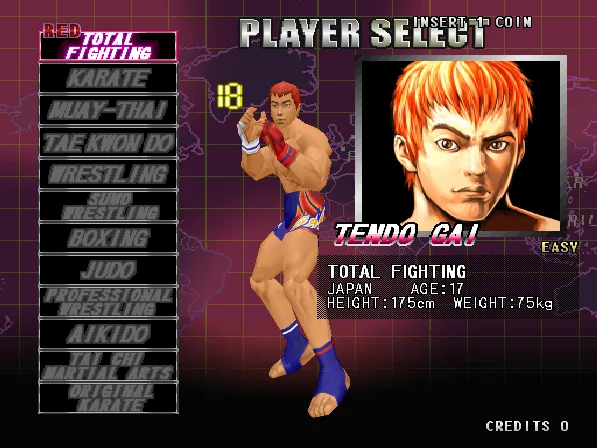 PLAYER SELECT
INSERT 1 COIN
RED
TOTAL
FIGHTING
KARATE
MUAY-THAI
TAE KWON DO
WRESTLING
SUMO
WRESTLING
BOXING
JUDO
PROFESSIONAL
WRESTLING
AIKIDO
TAI CHI
MARTIAL ARTS
ORIGINAL
KARATE
18
TENDO GAI
EASY
TOTAL FIGHTING
JAPAN AGE:17
HEIGHT:175cm WEIGHT:75kg
CREDITS 0